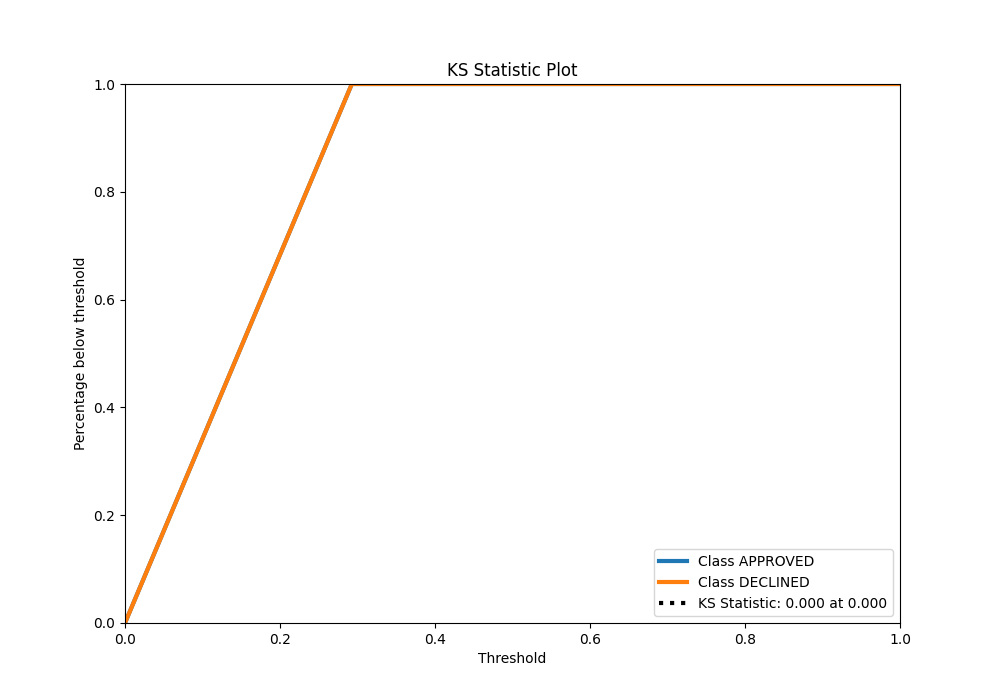 KS Statistic Plot
1.0
0.8
0.6
0.4
0.2
0.0
Percentage below threshold
0.0 0.2 0.4 0.6 0.8 1.0
Threshold
Class APPROVED
Class DECLINED
KS Statistic: 0.000 at 0.000